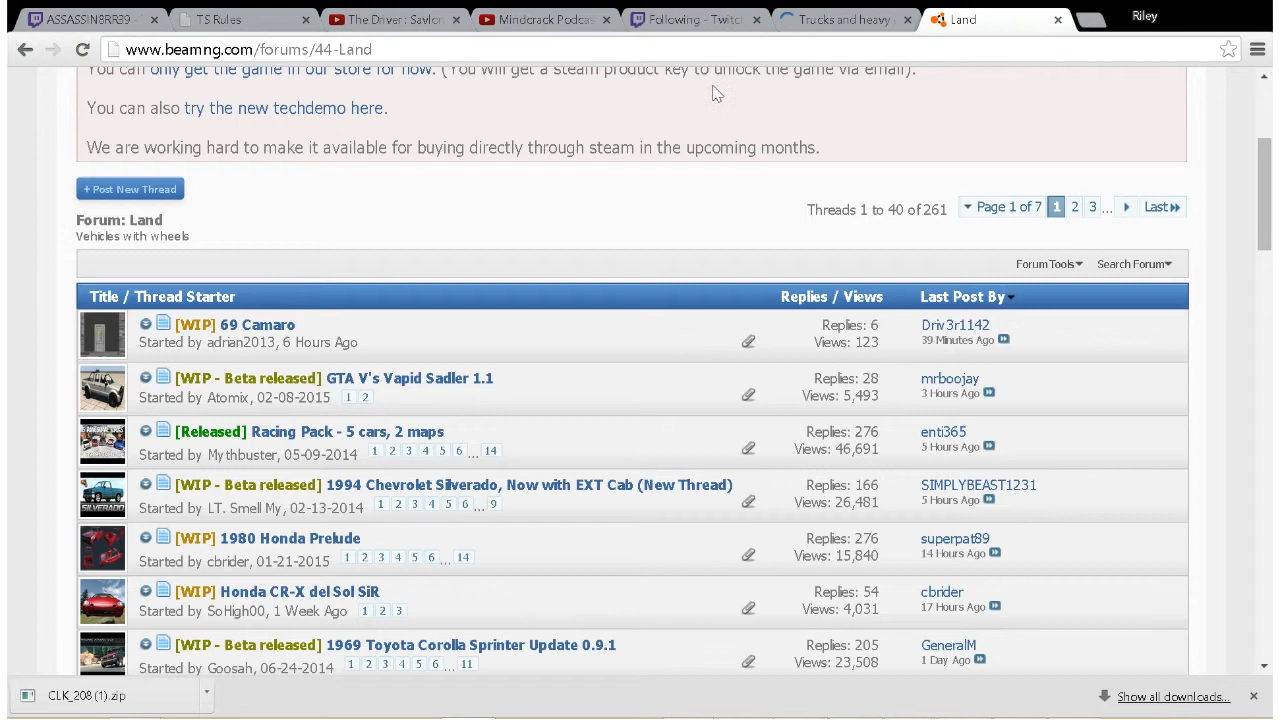 ASSASSIN8RR39 -
TS Rules
The Driver : Savlon
Mindcrack Podcas
Following - Twitch
Trucks and heavy
Land
Riley
www.beamng.com/forums/44-Land
You can only get the game in our store for now. (You will get a steam product key to unlock the game via email).
You can also try the new techdemo here.
We are working hard to make it available for buying directly through steam in the upcoming months.
+ Post New Thread
Threads 1 to 40 of 261 Page 1 of 7 1 2 3 ... Last
Forum: Land
Vehicles with wheels
Forum Tools Search Forum
Title / Thread Starter Replies / Views Last Post By
[WIP] 69 Camaro Replies: 6 Driv3r1142
Started by adrian2013, 6 Hours Ago Views: 123 39 Minutes Ago
[WIP - Beta released] GTA V's Vapid Sadler 1.1 Replies: 28 mrboojay
Started by Atomix, 02-08-2015 1 2 Views: 5,493 3 Hours Ago
[Released] Racing Pack - 5 cars, 2 maps Replies: 276 enti365
Started by Mythbuster, 05-09-2014 1 2 3 4 5 6 ... 14 Views: 46,691 5 Hours Ago
[WIP - Beta released] 1994 Chevrolet Silverado, Now with EXT Cab (New Thread) Replies: 166 SIMPLYBEAST1231
SILVERADO Started by LT. Smell My, 02-13-2014 1 2 3 4 5 6 ... 9 Views: 26,481 5 Hours Ago
[WIP] 1980 Honda Prelude Replies: 276 superpat89
Started by cbrider, 01-21-2015 1 2 3 4 5 6 ... 14 Views: 15,840 14 Hours Ago
[WIP] Honda CR-X del Sol SiR Replies: 54 cbrider
Started by SoHigh00, 1 Week Ago 1 2 3 Views: 4,031 17 Hours Ago
[WIP - Beta released] 1969 Toyota Corolla Sprinter Update 0.9.1 Replies: 205 GeneralM
Started by Goosah, 06-24-2014 1 2 3 4 5 6 ... 11 Views: 23,508 1 Day Ago
CLK_208 (1).zip
Show all downloads...